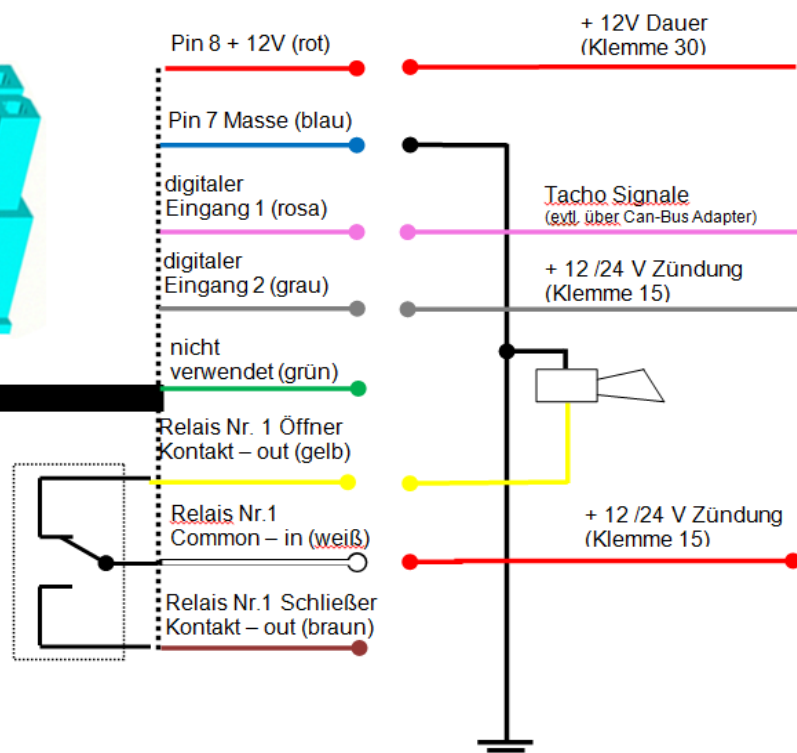 Pin 8 + 12V (rot)
+ 12V Dauer
(Klemme 30)
Pin 7 Masse (blau)
digitaler
Eingang 1 (rosa)
Tacho Signale
(evtl. über Can-Bus Adapter)
digitaler
Eingang 2 (grau)
+ 12 /24 V Zündung
(Klemme 15)
nicht
verwendet (grün)
Relais Nr. 1 Öffner
Kontakt – out (gelb)
Relais Nr.1
Common – in (weiß)
+ 12 /24 V Zündung
(Klemme 15)
Relais Nr.1 Schließer
Kontakt – out (braun)